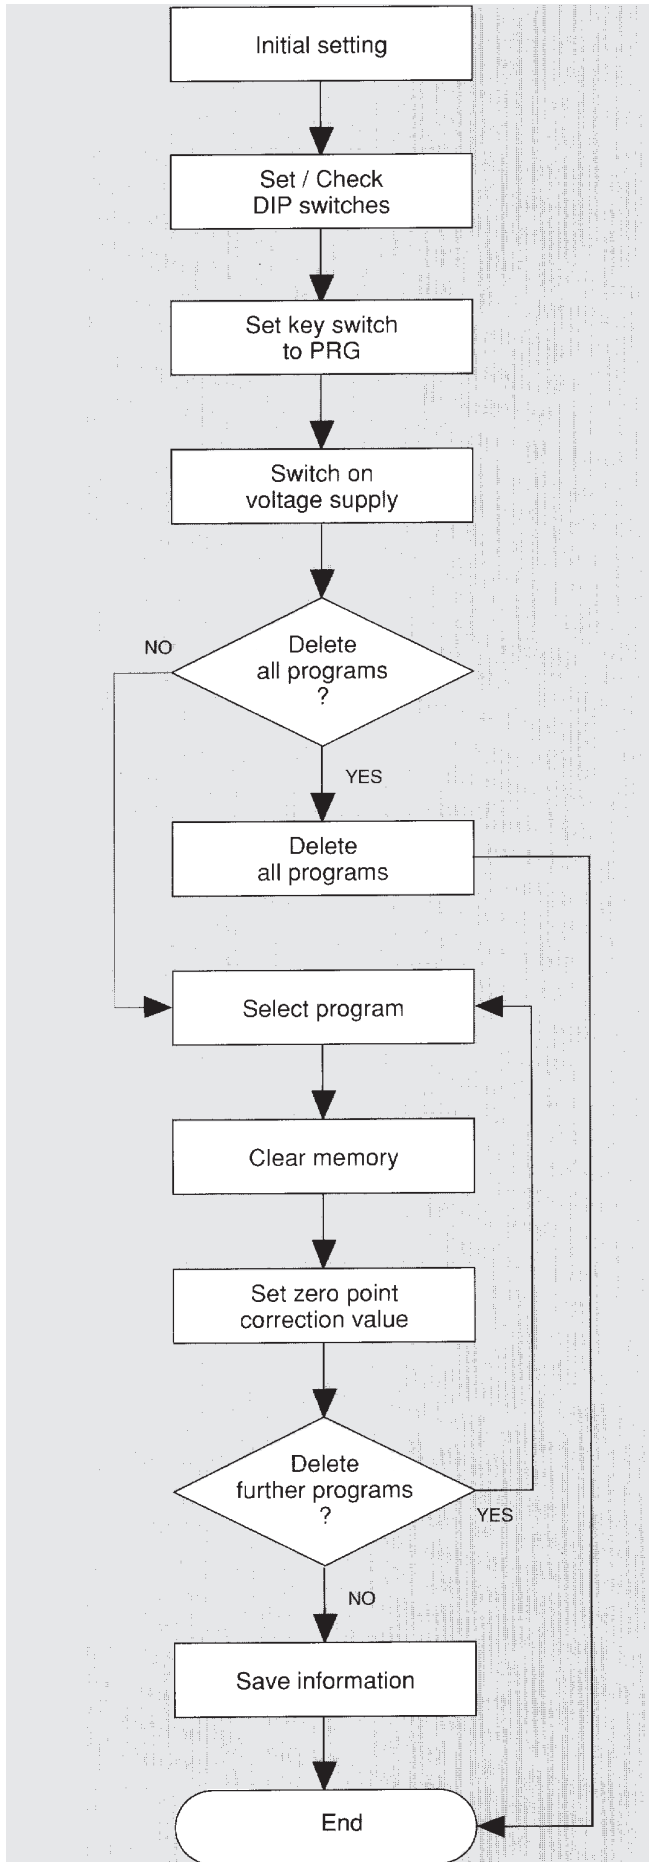 Initial setting
Set / Check
DIP switches
Set key switch
to PRG
Switch on
voltage supply
NO
Delete
all programs
?
YES
Delete
all programs
Select program
Clear memory
Set zero point
correction value
Delete
further programs
?
YES
NO
Save information
End